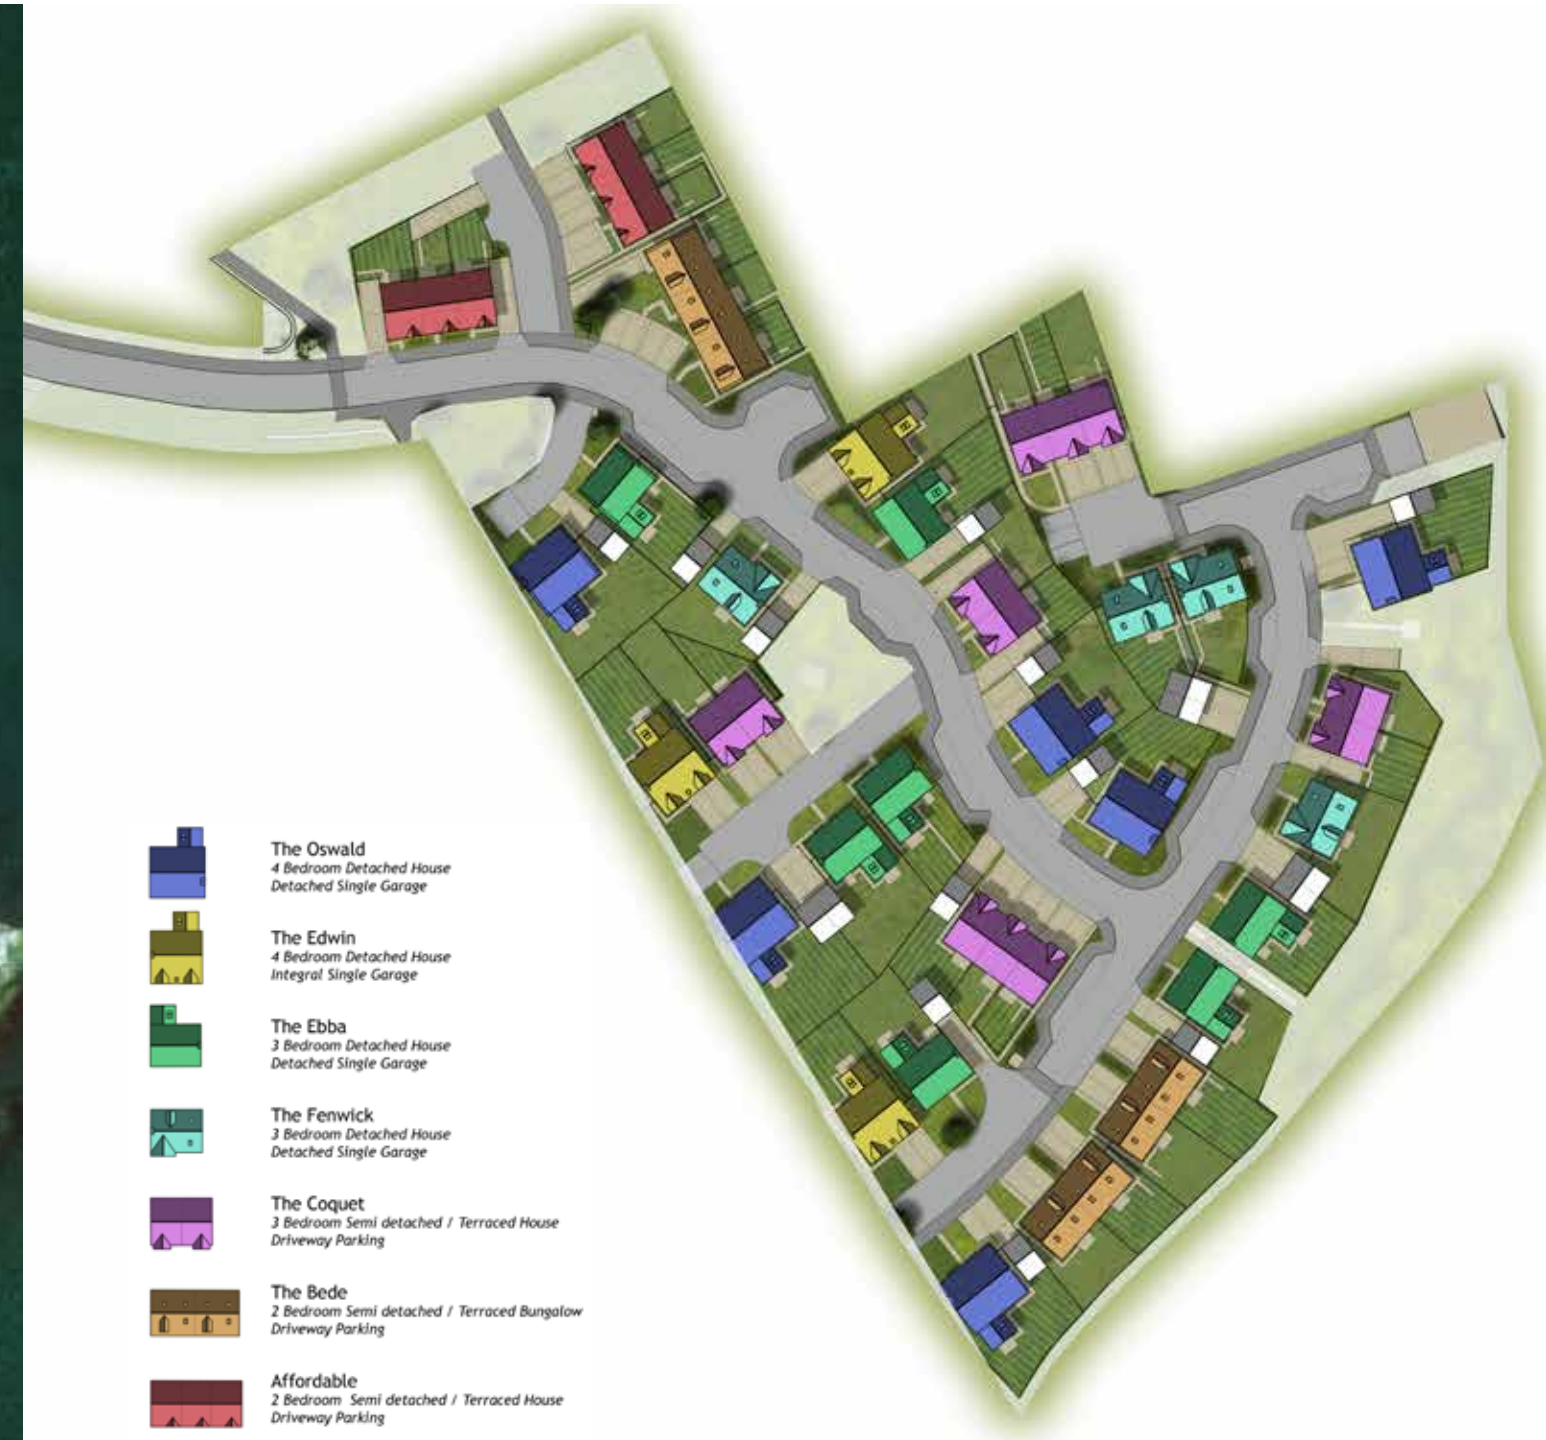 The Oswald
4 Bedroom Detached House
Detached Single Garage
The Edwin
4 Bedroom Detached House
Integral Single Garage
The Ebba
3 Bedroom Detached House
Detached Single Garage
The Fenwick
3 Bedroom Detached House
Detached Single Garage
The Coquet
3 Bedroom Semi detached / Terraced House
Driveway Parking
The Bede
2 Bedroom Semi detached / Terraced Bungalow
Driveway Parking
Affordable
2 Bedroom Semi detached / Terraced House
Driveway Parking